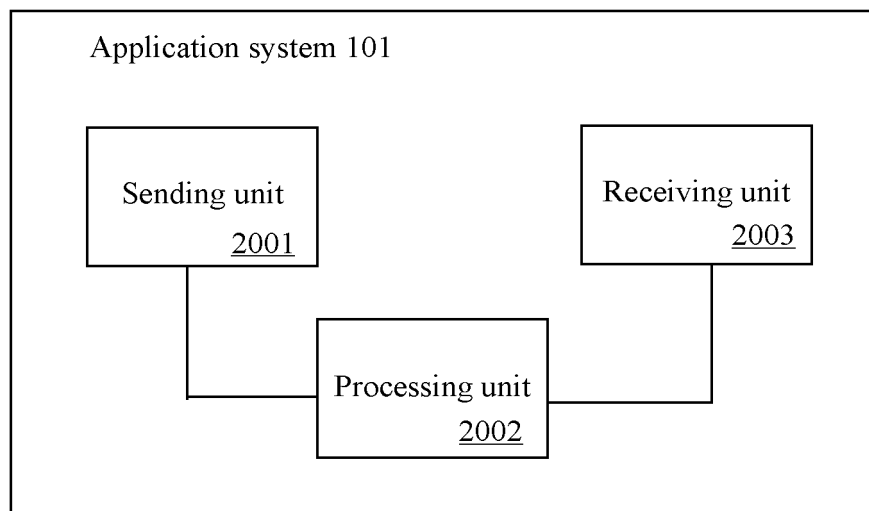 Application system 101
Sending unit
2001
Receiving unit
2003
Processing unit
2002